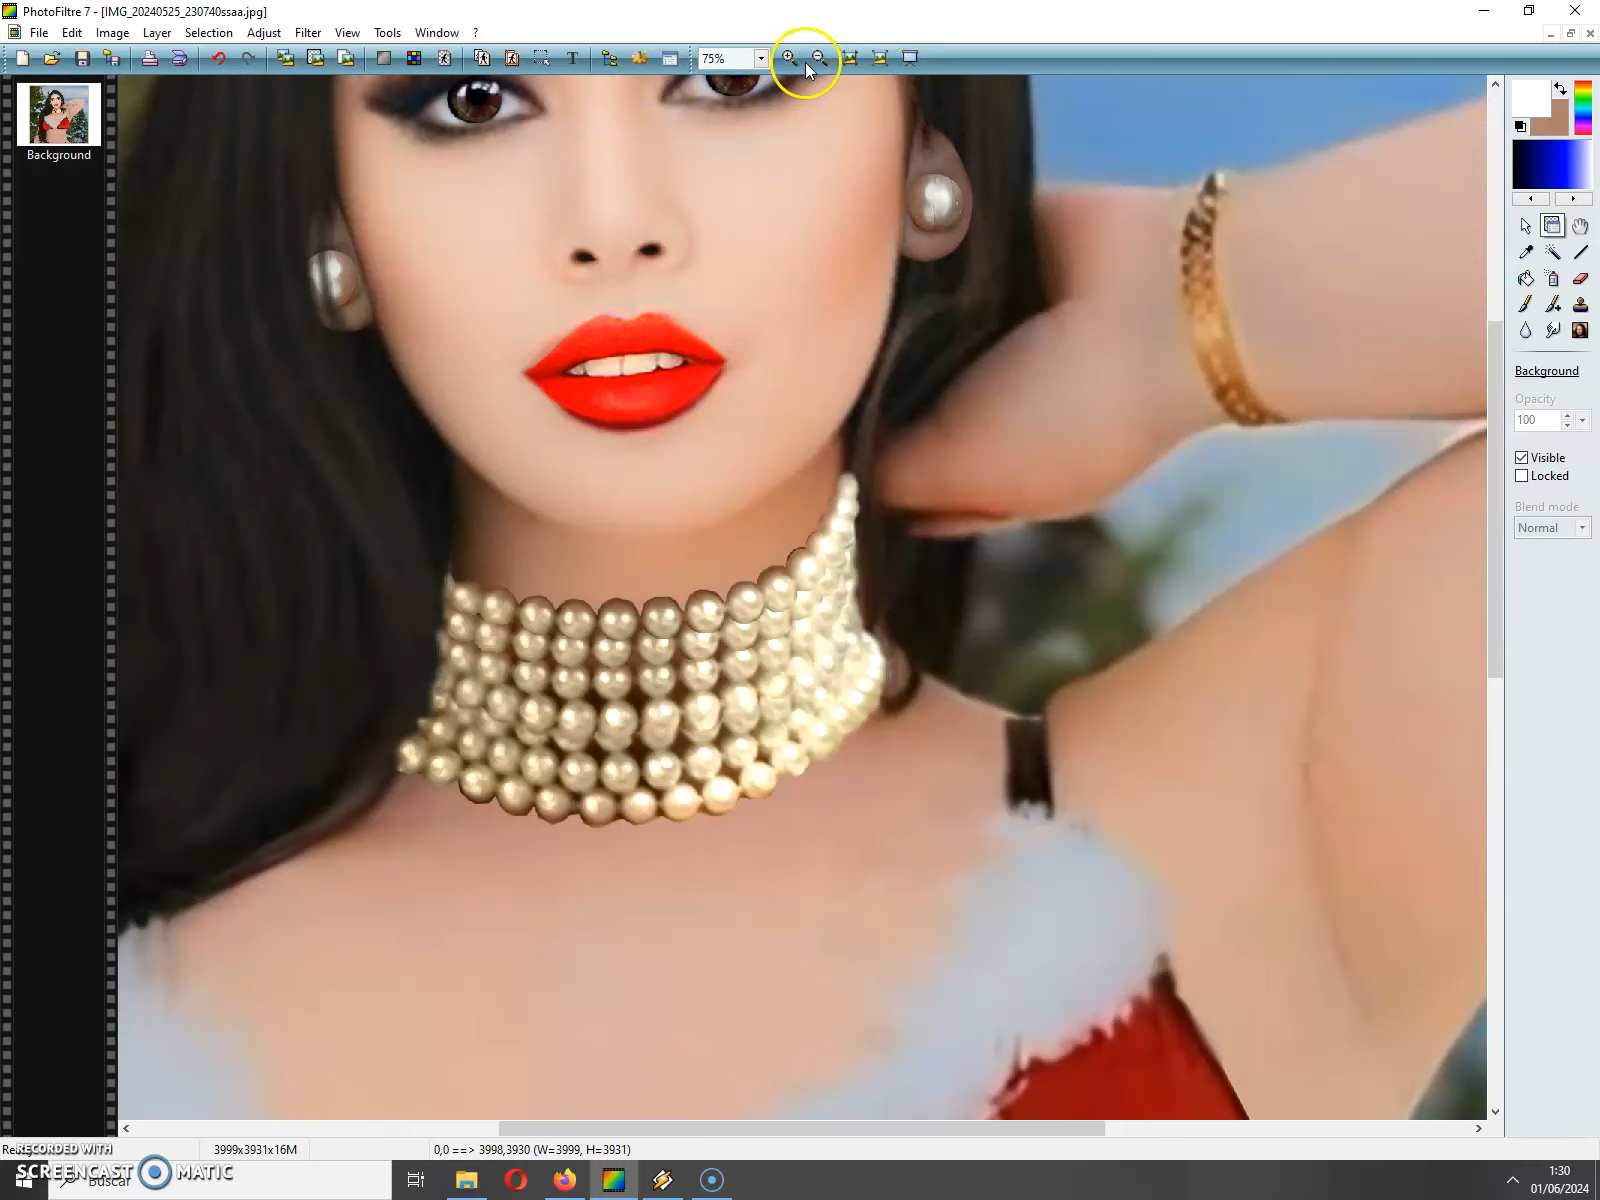 PhotoFiltre 7 - [IMG_20240525_230740ssaa.jpg]
File Edit Image Layer Selection Adjust Filter View Tools Window ?
75%
Background
Background
Opacity
100
Visible
Locked
Blend mode
Normal
3999x3931x16M
0,0 ==> 3998,3930 (W=3999, H=3931)
RECORDED WITH
SCREENCAST MATIC
Buscar
1:30
01/06/2024